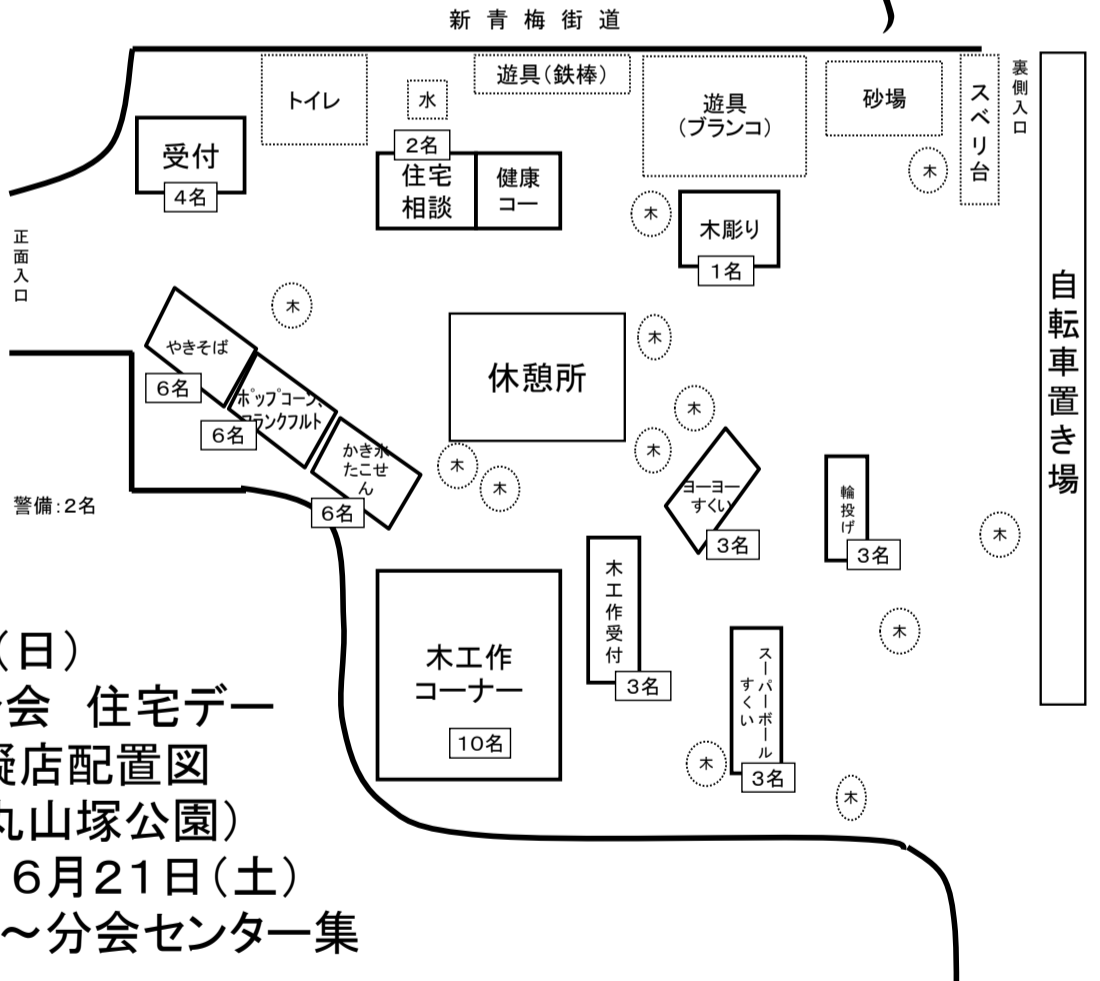 新青梅街道
トイレ
水
遊具(鉄棒)
遊具
(ブランコ)
砂場
スベリ台
裏側入口
受付
4名
2名
住宅
相談
健康
コー
木
木
木彫り
1名
正面入口
自転車置き場
木
やきそば
6名
ポップコーン、
フランクフルト
6名
かき氷
たこせ
ん
6名
休憩所
木
木
木
木
木
ヨーヨー
すくい
3名
輪投げ
3名
木
警備:2名
木工作受付
3名
木
木工作
コーナー
10名
スーパーボール
すくい
3名
木
木
(日)
会 住宅デー
店配置図
丸山塚公園)
6月21日(土)
~分会センター集